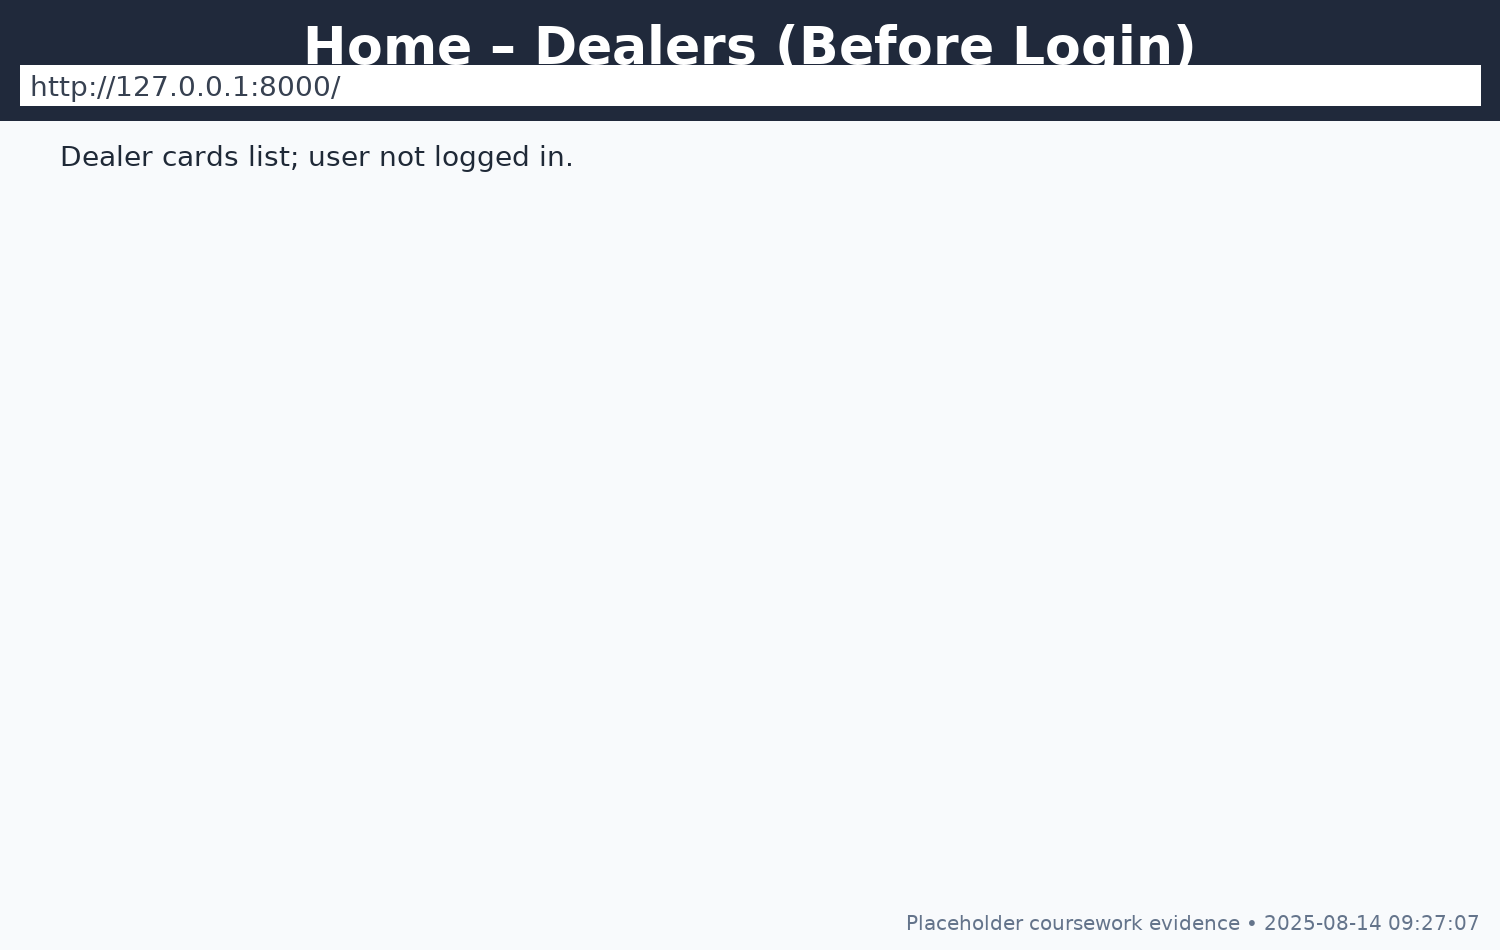 Home – Dealers (Before Login)
http://127.0.0.1:8000/
Dealer cards list; user not logged in.
Placeholder coursework evidence • 2025-08-14 09:27:07